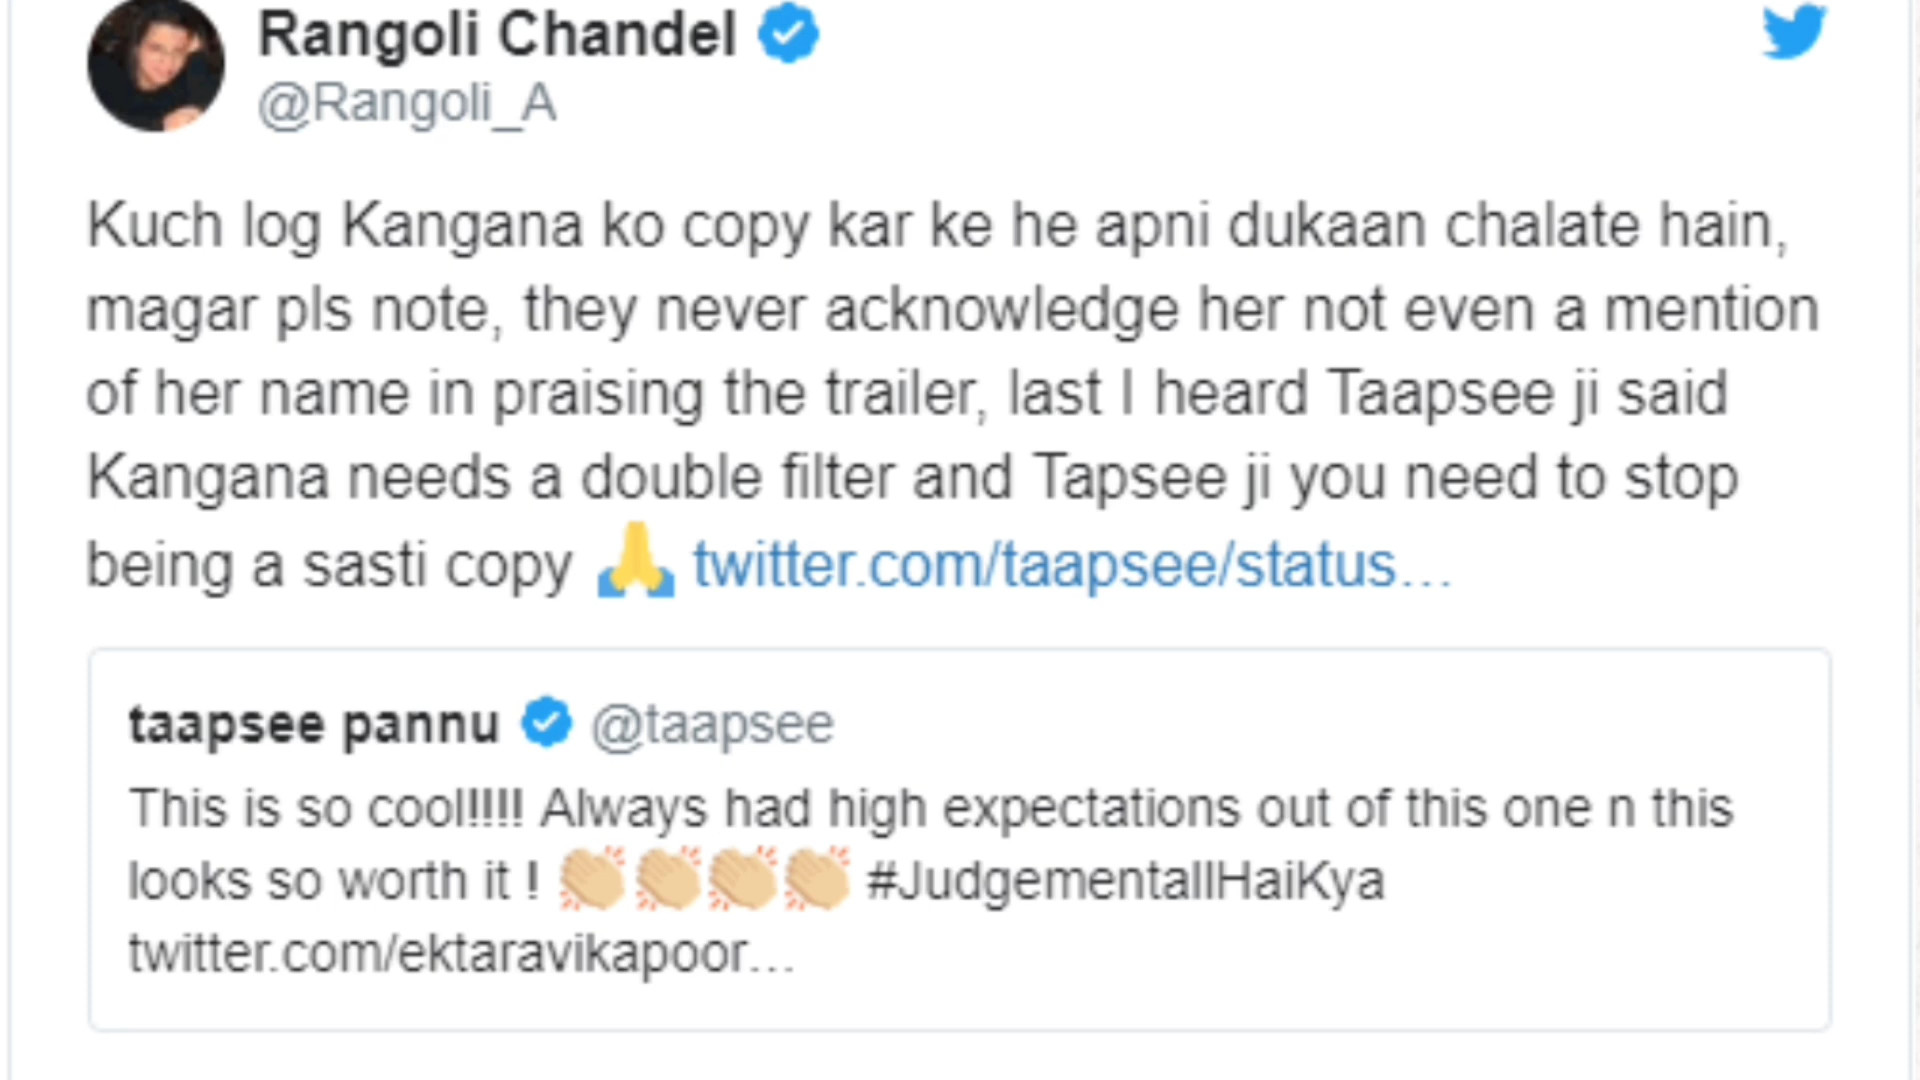 Rangoli Chandel
@Rangoli_A
Kuch log Kangana ko copy kar ke he apni dukaan chalate hain,
magar pls note, they never acknowledge her not even a mention
of her name in praising the trailer, last I heard Taapsee ji said
Kangana needs a double filter and Tapsee ji you need to stop
being a sasti copy 🙏 twitter.com/taapsee/status…
taapsee pannu @taapsee
This is so cool!!!! Always had high expectations out of this one n this
looks so worth it ! 👏🏼👏🏼👏🏼👏🏼 #JudgementallHaiKya
twitter.com/ektaravikapoor…